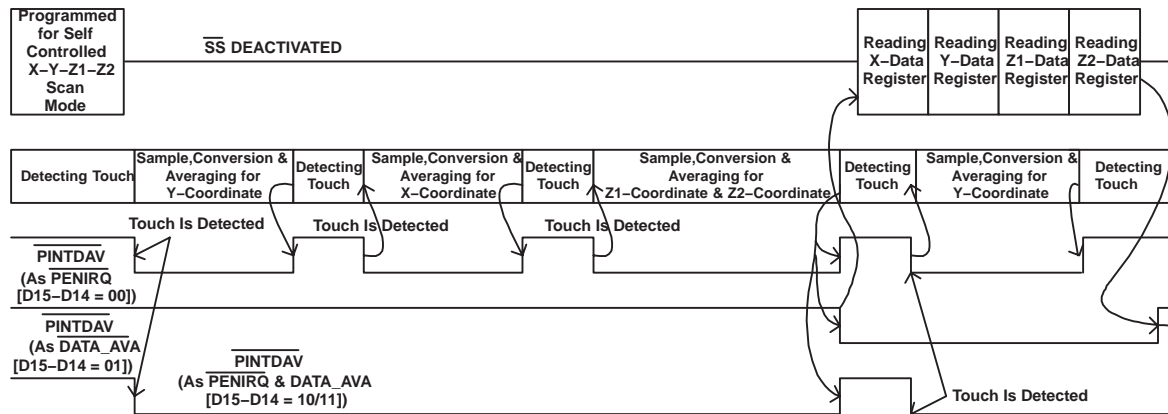 Programmed
for Self
Controlled
X−Y−Z1−Z2
Scan
Mode
SS DEACTIVATED
Reading
X−Data
Register
Reading
Y−Data
Register
Reading
Z1−Data
Register
Reading
Z2−Data
Register
Detecting Touch
Sample,Conversion &
Averaging for
Y−Coordinate
Detecting
Touch
Sample,Conversion &
Averaging for
X−Coordinate
Detecting
Touch
Sample,Conversion &
Averaging for
Z1−Coordinate & Z2−Coordinate
Detecting
Touch
Sample,Conversion &
Averaging for
Y−Coordinate
Detecting
Touch
Touch Is Detected
Touch Is Detected
Touch Is Detected
PINTDAV
(As PENIRQ
[D15−D14 = 00])
PINTDAV
(As DATA_AVA
[D15−D14 = 01])
PINTDAV
(As PENIRQ & DATA_AVA
[D15−D14 = 10/11])
Touch Is Detected